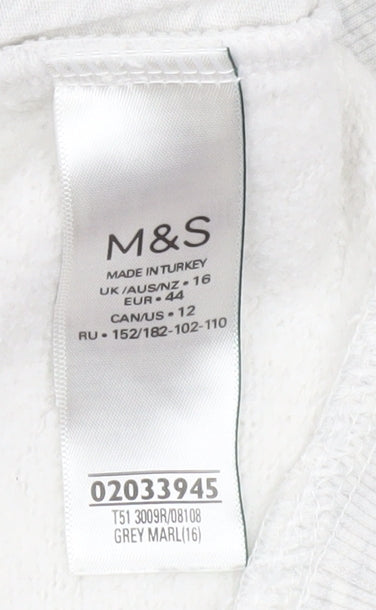 M&S
MADE IN TURKEY
UK/AUS/NZ • 16
EUR • 44
CAN/US • 12
RU • 152/182-102-110
02033945
T51 3009R/08108
GREY MARL(16)